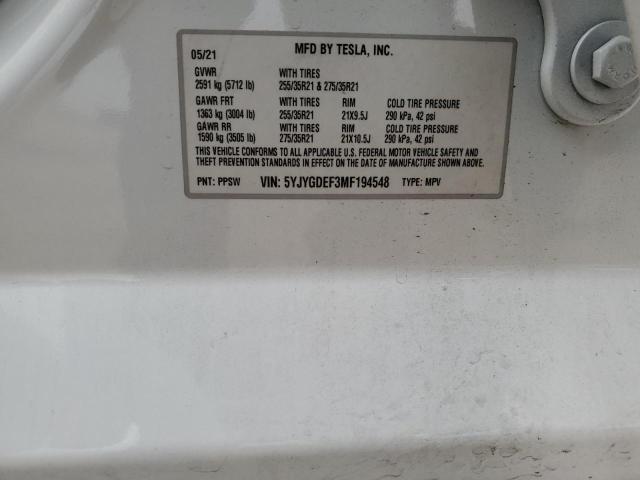 05/21 MFD BY TESLA, INC.
GVWR WITH TIRES
2591 kg (5712 lb) 255/35R21 & 275/35R21
GAWR FRT WITH TIRES RIM COLD TIRE PRESSURE
1363 kg (3004 lb) 255/35R21 21X9.5J 290 kPa, 42 psi
GAWR RR WITH TIRES RIM COLD TIRE PRESSURE
1590 kg (3505 lb) 275/35R21 21X10.5J 290 kPa, 42 psi
THIS VEHICLE CONFORMS TO ALL APPLICABLE U.S. FEDERAL MOTOR VEHICLE SAFETY AND
THEFT PREVENTION STANDARDS IN EFFECT ON THE DATE OF MANUFACTURE SHOWN ABOVE.
PNT: PPSW VIN: 5YJYGDEF3MF194548 TYPE: MPV